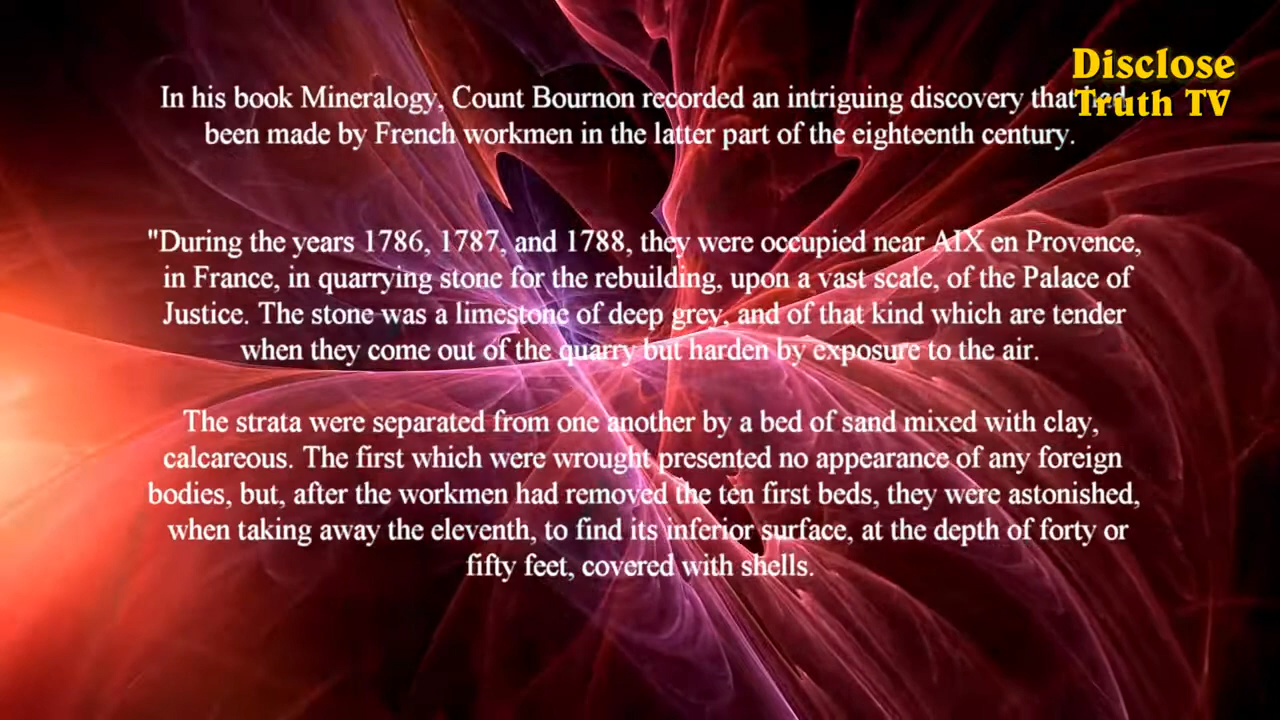 Disclose
Truth TV
In his book Mineralogy, Count Bournon recorded an intriguing discovery that had
been made by French workmen in the latter part of the eighteenth century.
"During the years 1786, 1787, and 1788, they were occupied near AIX en Provence,
in France, in quarrying stone for the rebuilding, upon a vast scale, of the Palace of
Justice. The stone was a limestone of deep grey, and of that kind which are tender
when they come out of the quarry but harden by exposure to the air.
The strata were separated from one another by a bed of sand mixed with clay,
calcareous. The first which were wrought presented no appearance of any foreign
bodies, but, after the workmen had removed the ten first beds, they were astonished,
when taking away the eleventh, to find its inferior surface, at the depth of forty or
fifty feet, covered with shells.